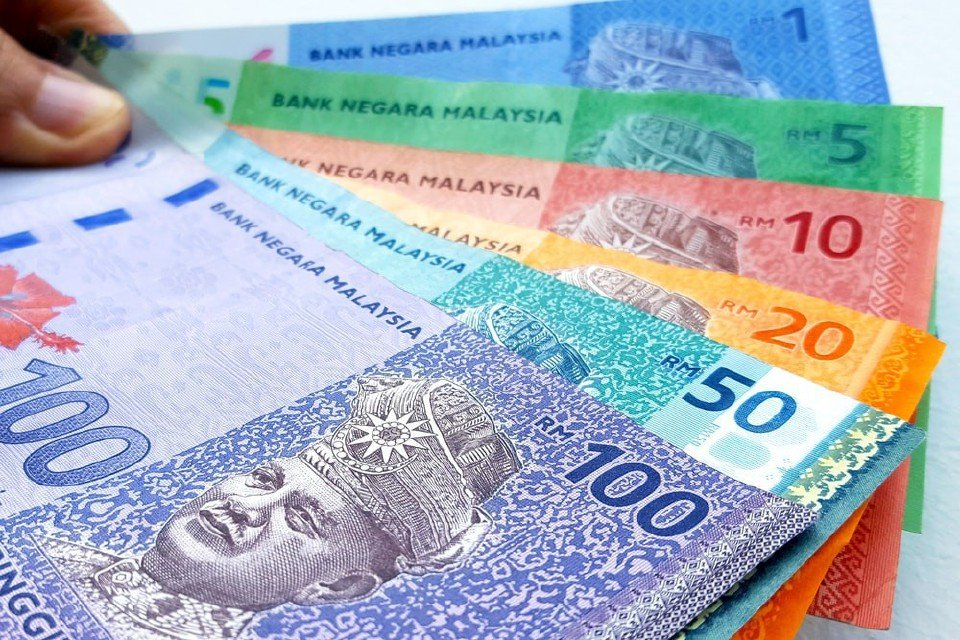 BANK NEGARA MALAYSIA
RM 1
5
BANK NEGARA MALAYSIA
RM 5
NEGARA MALAYSIA
RM 10
MALAYSIA
RM 20
BANK NEGARA MALAYSIA
RM 50
BANK NEGARA MALAYSIA
100
RM 100